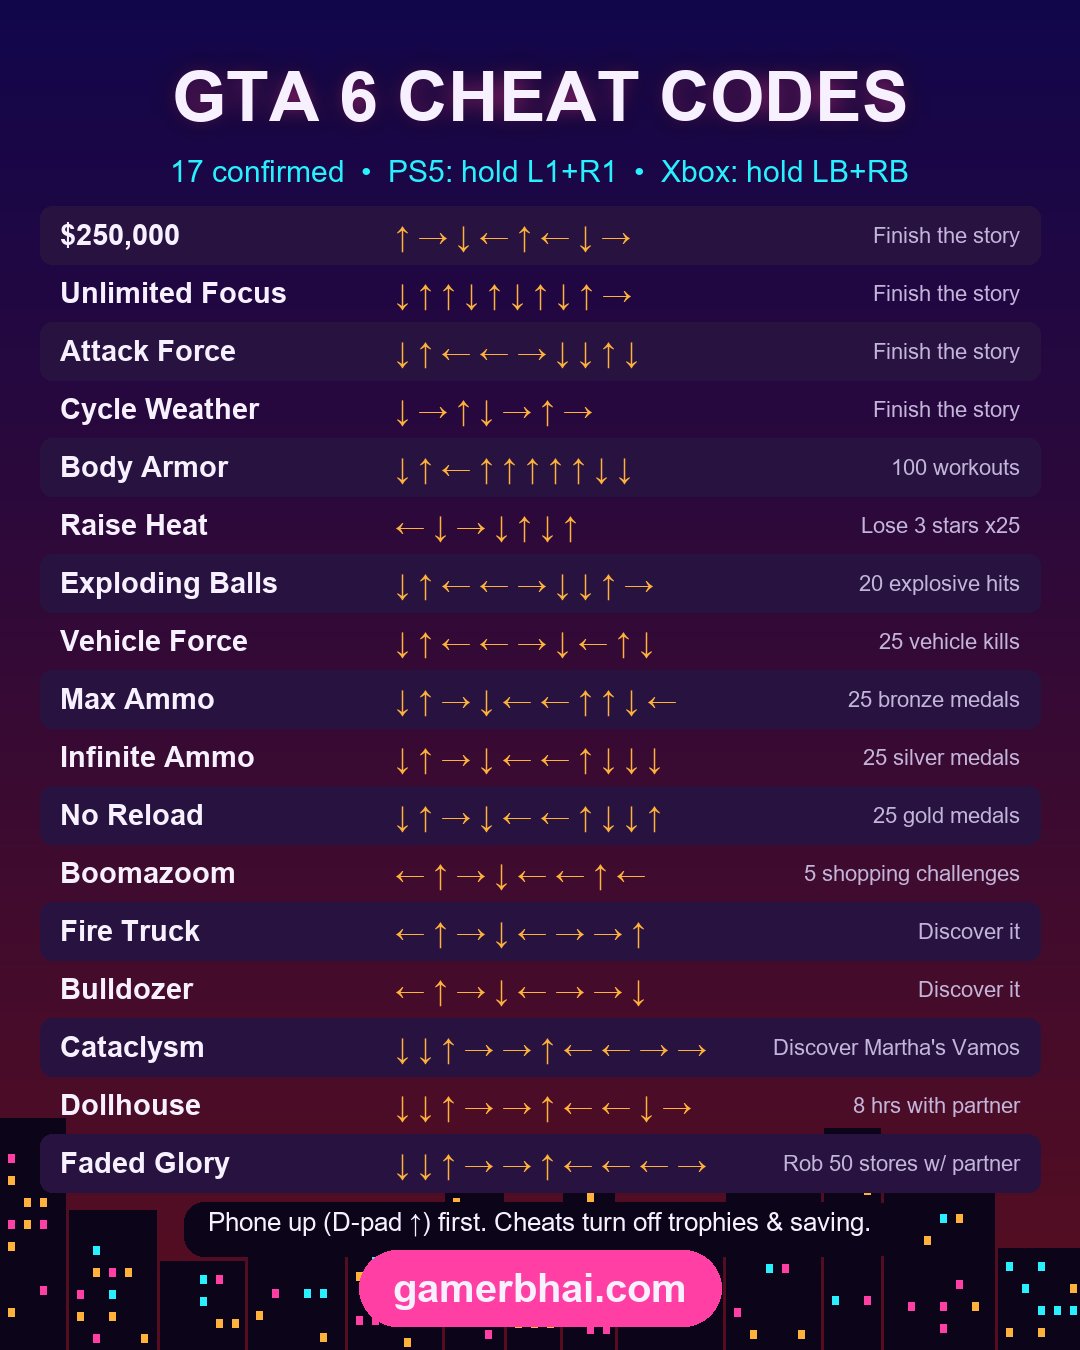 GTA 6 CHEAT CODES
17 confirmed • PS5: hold L1+R1 • Xbox: hold LB+RB
$250,000 ↑→↓←↑←↓→ Finish the story
Unlimited Focus ↓↑↑↓↑↓↑↓↑→ Finish the story
Attack Force ↓↑←←→↓↓↑↓ Finish the story
Cycle Weather ↓→↑↓→↑→ Finish the story
Body Armor ↓↑←↑↑↑↑↑↓↓ 100 workouts
Raise Heat ←↓→↓↑↓↑ Lose 3 stars x25
Exploding Balls ↓↑←←→↓↓↑→ 20 explosive hits
Vehicle Force ↓↑←←→↓←↑↓ 25 vehicle kills
Max Ammo ↓↑→↓←←↑↑↓← 25 bronze medals
Infinite Ammo ↓↑→↓←←↑↓↓↓ 25 silver medals
No Reload ↓↑→↓←←↑↓↓↑ 25 gold medals
Boomazoom ←↑→↓←←↑← 5 shopping challenges
Fire Truck ←↑→↓←→→↑ Discover it
Bulldozer ←↑→↓←→→↓ Discover it
Cataclysm ↓↓↑→→↑←←→→ Discover Martha's Vamos
Dollhouse ↓↓↑→→↑←←↓→ 8 hrs with partner
Faded Glory ↓↓↑→→↑←←←→ Rob 50 stores w/ partner
Phone up (D-pad ↑) first. Cheats turn off trophies & saving.
gamerbhai.com